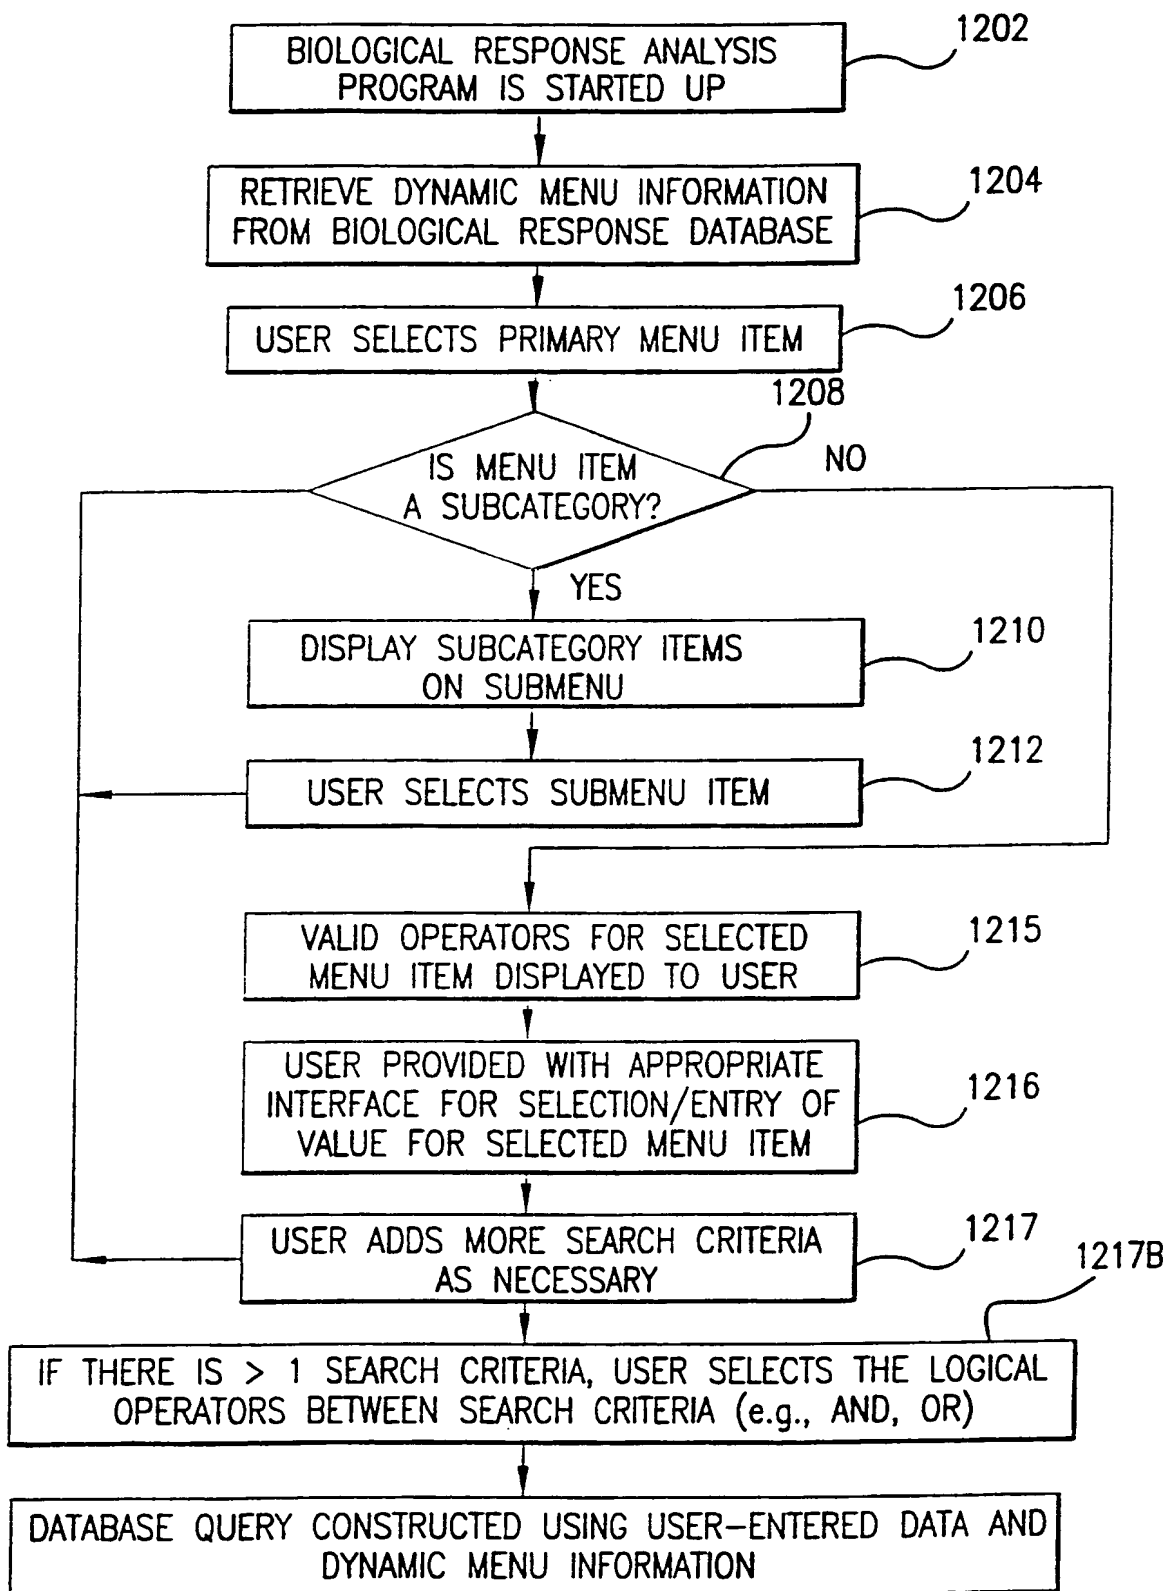 1202
BIOLOGICAL RESPONSE ANALYSIS
PROGRAM IS STARTED UP
1204
RETRIEVE DYNAMIC MENU INFORMATION
FROM BIOLOGICAL RESPONSE DATABASE
1206
USER SELECTS PRIMARY MENU ITEM
1208
IS MENU ITEM
A SUBCATEGORY?
NO
YES
1210
DISPLAY SUBCATEGORY ITEMS
ON SUBMENU
1212
USER SELECTS SUBMENU ITEM
1215
VALID OPERATORS FOR SELECTED
MENU ITEM DISPLAYED TO USER
1216
USER PROVIDED WITH APPROPRIATE
INTERFACE FOR SELECTION/ENTRY OF
VALUE FOR SELECTED MENU ITEM
1217
USER ADDS MORE SEARCH CRITERIA
AS NECESSARY
1217B
IF THERE IS > 1 SEARCH CRITERIA, USER SELECTS THE LOGICAL
OPERATORS BETWEEN SEARCH CRITERIA (e.g., AND, OR)
DATABASE QUERY CONSTRUCTED USING USER-ENTERED DATA AND
DYNAMIC MENU INFORMATION